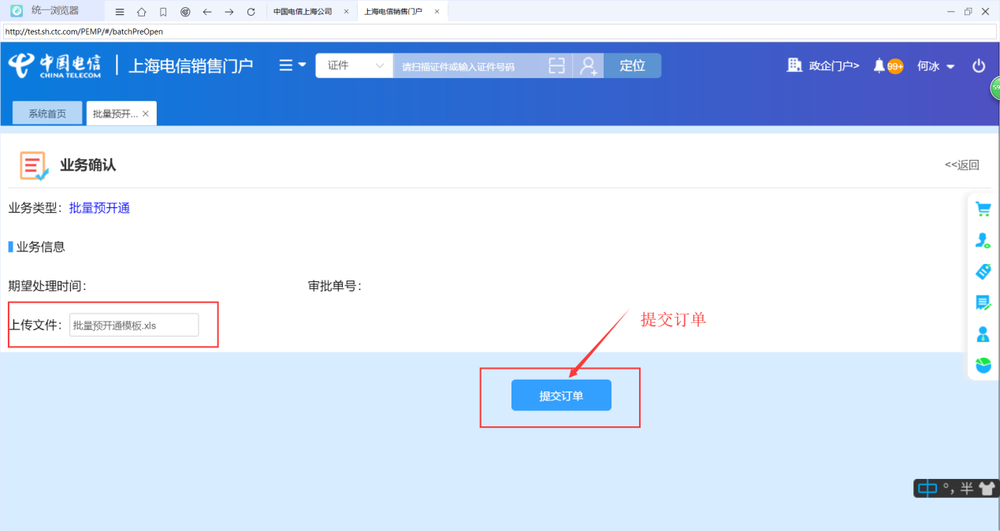 统一浏览器
中国电信上海公司 ×
上海电信销售门户 ×
http://test.sh.ctc.com/PEMP/#/batchPreOpen
中国电信
CHINA TELECOM
上海电信销售门户
证件
请扫描证件或输入证件号码
定位
政企门户>
99+
何冰
59
系统首页
批量预开... ×
业务确认
<<返回
业务类型：批量预开通
业务信息
期望处理时间：
审批单号：
上传文件：批量预开通模板.xls
提交订单
提交订单
中 °, 半